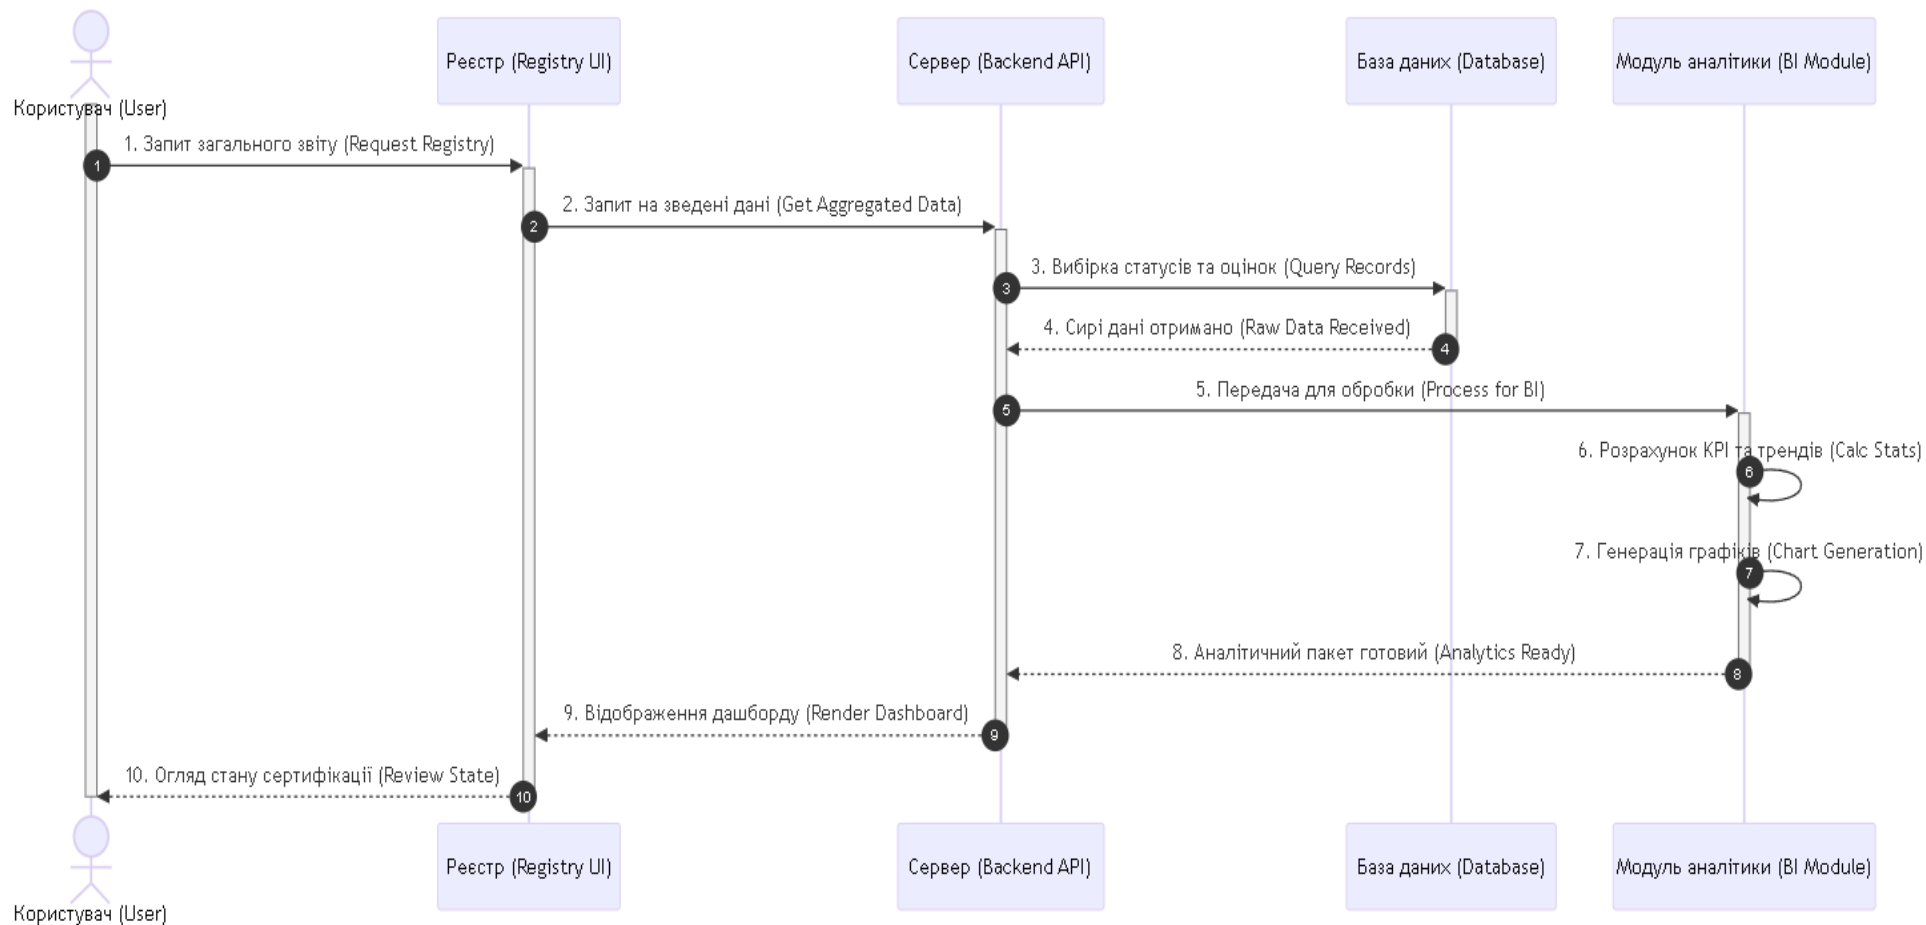 Користувач (User)
Реєстр (Registry UI)
Сервер (Backend API)
База даних (Database)
Модуль аналітики (BI Module)
1. Запит загального звіту (Request Registry)
1
2. Запит на зведені дані (Get Aggregated Data)
2
3. Вибірка статусів та оцінок (Query Records)
3
4. Сирі дані отримано (Raw Data Received)
4
5. Передача для обробки (Process for BI)
5
6. Розрахунок KPI та трендів (Calc Stats)
6
7. Генерація графіків (Chart Generation)
7
8. Аналітичний пакет готовий (Analytics Ready)
8
9. Відображення дашборду (Render Dashboard)
9
10. Огляд стану сертифікації (Review State)
10
Користувач (User)
Реєстр (Registry UI)
Сервер (Backend API)
База даних (Database)
Модуль аналітики (BI Module)